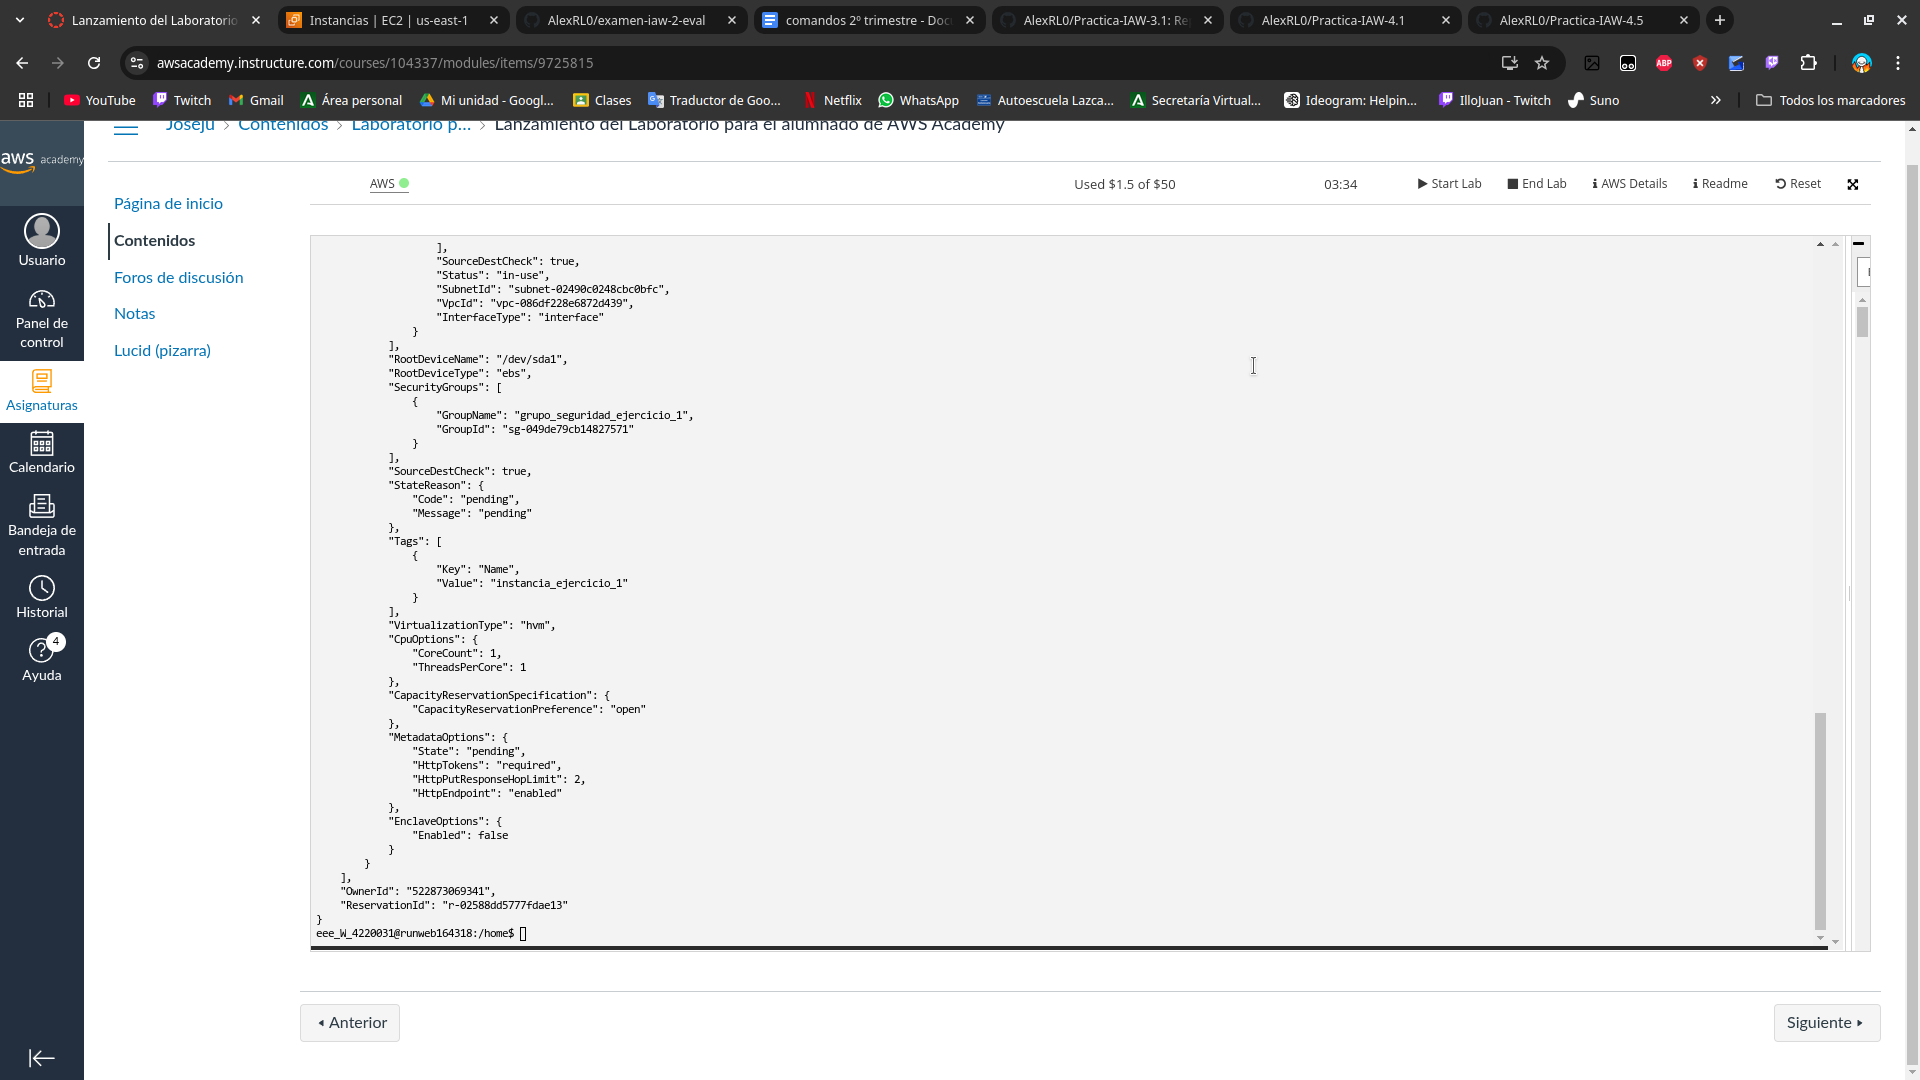 Lanzamiento del Laboratorio
Instancias | EC2 | us-east-1
AlexRL0/examen-iaw-2-eval
comandos 2º trimestre - Doc
AlexRL0/Practica-IAW-3.1: Re
AlexRL0/Practica-IAW-4.1
AlexRL0/Practica-IAW-4.5
awsacademy.instructure.com/courses/104337/modules/items/9725815
ABP
YouTube
Twitch
Gmail
Área personal
Mi unidad - Googl...
Clases
Traductor de Goo...
Netflix
WhatsApp
Autoescuela Lazca...
Secretaría Virtual...
Ideogram: Helpin...
IlloJuan - Twitch
Suno
Todos los marcadores
Joseju > Contenidos > Laboratorio p... > Lanzamiento del Laboratorio para el alumnado de AWS Academy
aws academy
Usuario
Panel de control
Asignaturas
Calendario
Bandeja de entrada
Historial
4
Ayuda
Página de inicio
Contenidos
Foros de discusión
Notas
Lucid (pizarra)
AWS
Used $1.5 of $50
03:34
Start Lab
End Lab
AWS Details
Readme
Reset
],
"SourceDestCheck": true,
"Status": "in-use",
"SubnetId": "subnet-02490c0248cbc0bfc",
"VpcId": "vpc-086df228e6872d439",
"InterfaceType": "interface"
}
],
"RootDeviceName": "/dev/sda1",
"RootDeviceType": "ebs",
"SecurityGroups": [
{
"GroupName": "grupo_seguridad_ejercicio_1",
"GroupId": "sg-049de79cb14827571"
}
],
"SourceDestCheck": true,
"StateReason": {
"Code": "pending",
"Message": "pending"
},
"Tags": [
{
"Key": "Name",
"Value": "instancia_ejercicio_1"
}
],
"VirtualizationType": "hvm",
"CpuOptions": {
"CoreCount": 1,
"ThreadsPerCore": 1
},
"CapacityReservationSpecification": {
"CapacityReservationPreference": "open"
},
"MetadataOptions": {
"State": "pending",
"HttpTokens": "required",
"HttpPutResponseHopLimit": 2,
"HttpEndpoint": "enabled"
},
"EnclaveOptions": {
"Enabled": false
}
}
],
"OwnerId": "522873069341",
"ReservationId": "r-02588dd5777fdae13"
}
eee_W_4220031@runweb164318:/home$
Anterior
Siguiente